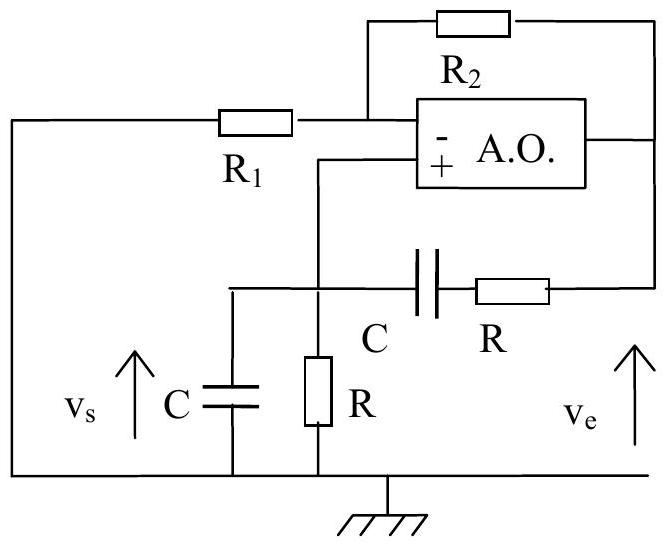 R₂
R₁
-
+
A.O.
C
R
vₛ
C
R
vₑ